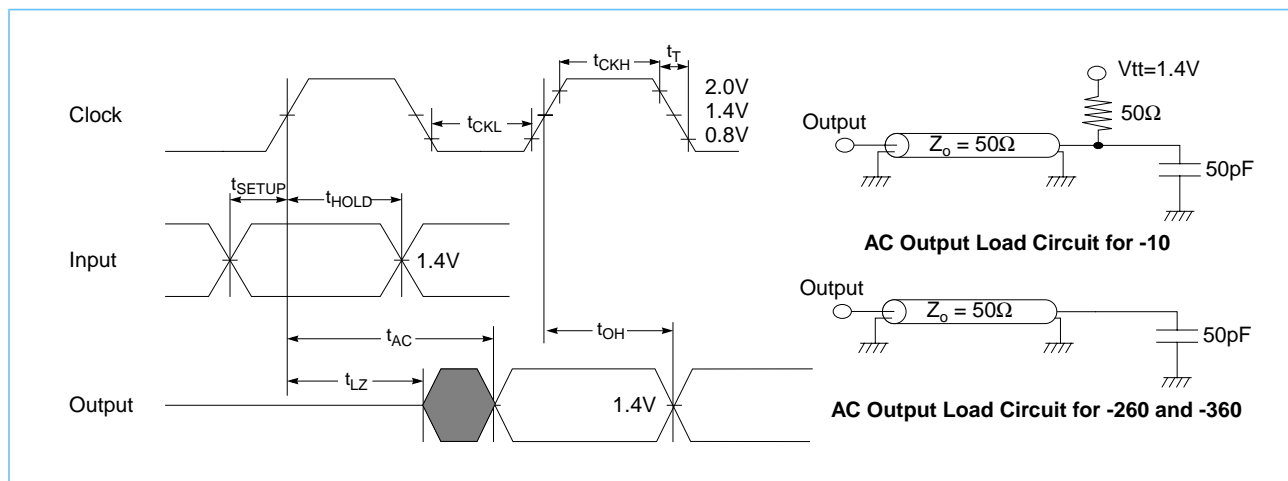 Clock
tCKH
tT
2.0V
1.4V
0.8V
tCKL
tSETUP
tHOLD
Input
1.4V
tAC
tOH
tLZ
Output
1.4V
Vtt=1.4V
50Ω
Output
Zo = 50Ω
50pF
AC Output Load Circuit for -10
Output
Zo = 50Ω
50pF
AC Output Load Circuit for -260 and -360